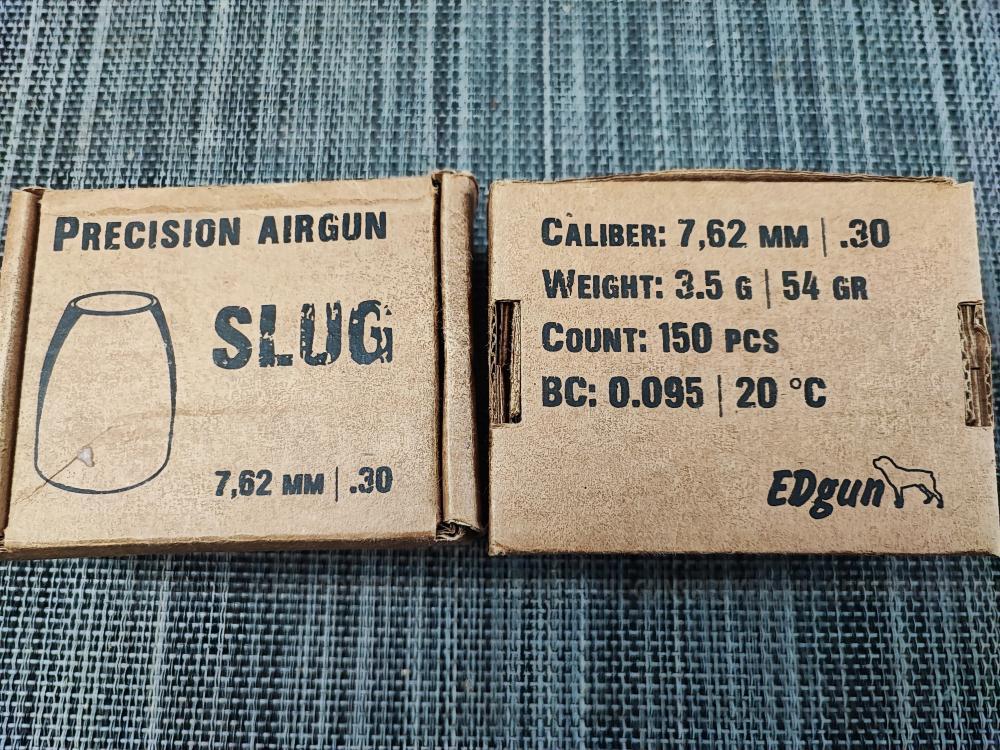 PRECISION AIRGUN
SLUG
7,62 MM | .30
CALIBER: 7,62 MM | .30
WEIGHT: 3.5 G | 54 GR
COUNT: 150 PCS
BC: 0.095 | 20 °C
EDgun